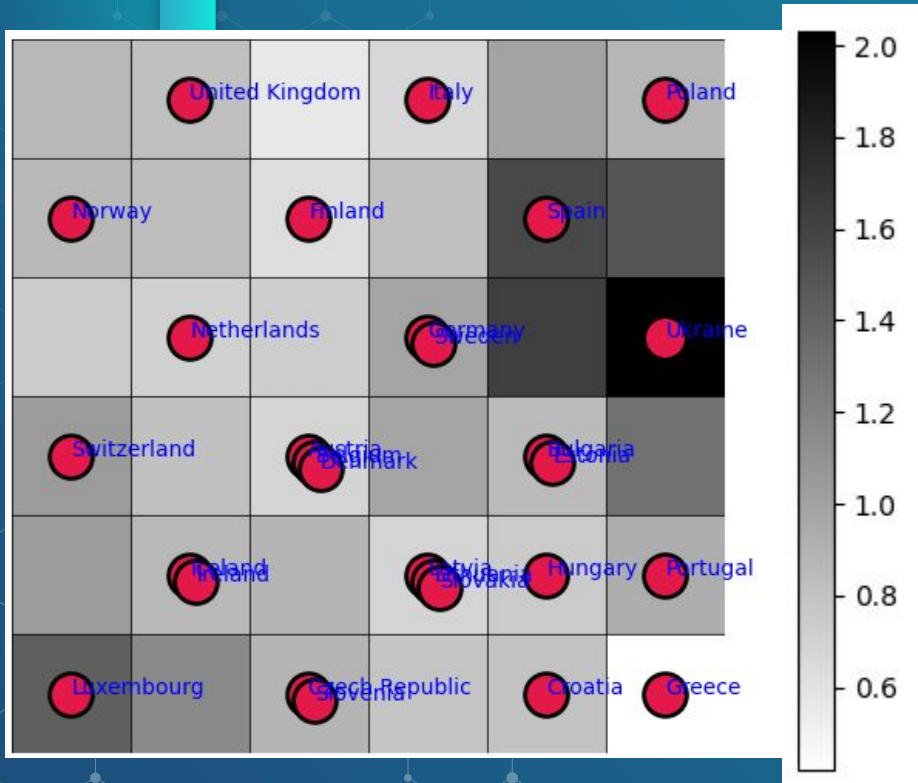 United Kingdom
Italy
Poland
Norway
Finland
Spain
Netherlands
Germany
Sweden
Ukraine
Switzerland
Austria
Belgium
Denmark
Bulgaria
Estonia
Iceland
Ireland
Latvia
Lithuania
Slovakia
Hungary
Portugal
Luxembourg
Czech Republic
Slovenia
Croatia
Greece
2.0
1.8
1.6
1.4
1.2
1.0
0.8
0.6